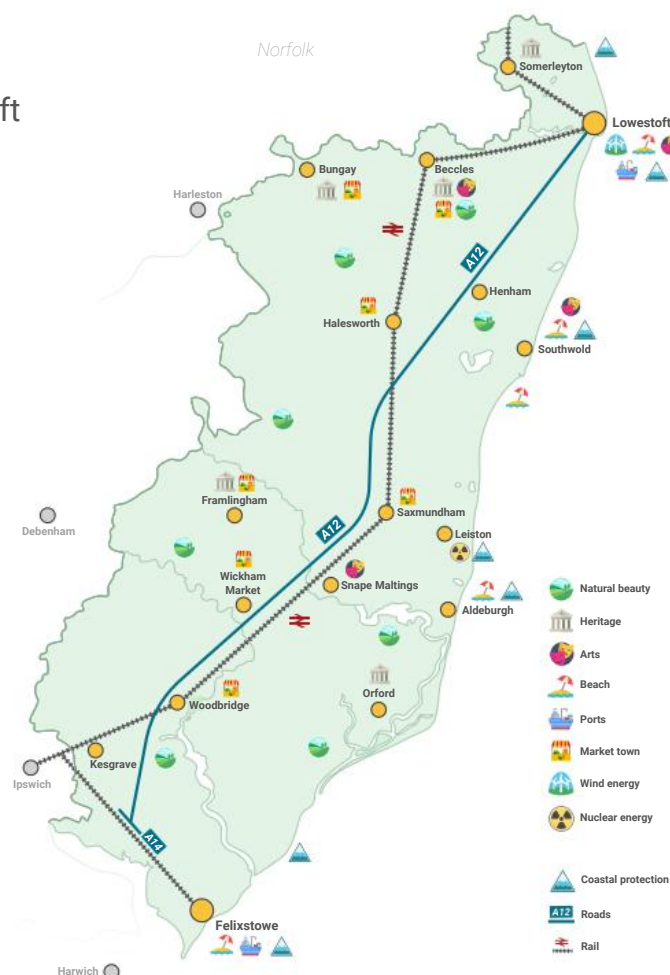 Norfolk
ft
Somerleyton
Lowestoft
Bungay
Beccles
Harleston
A12
Henham
Halesworth
Southwold
Framlingham
Saxmundham
Debenham
A12
Leiston
Wickham
Market
Snape Maltings
Aldeburgh
Orford
Woodbridge
Kesgrave
Ipswich
A14
Felixstowe
Harwich
Natural beauty
Heritage
Arts
Beach
Ports
Market town
Wind energy
Nuclear energy
Coastal protection
A12 Roads
Rail